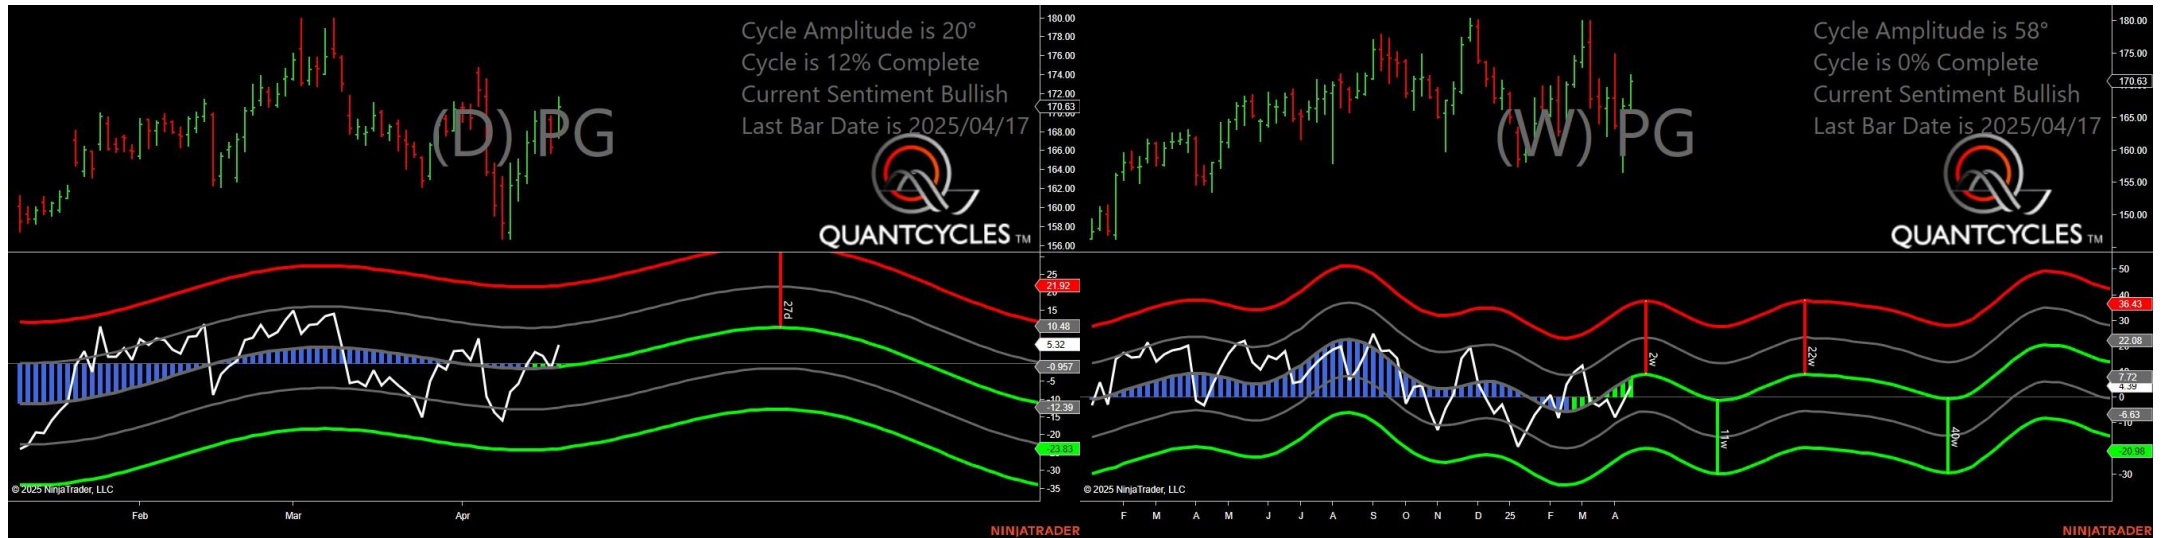 Cycle Amplitude is 20°
Cycle is 12% Complete
Current Sentiment Bullish
Last Bar Date is 2025/04/17
(D) PG
QUANTCYCLES TM
180.00
178.00
176.00
174.00
172.00
170.63
168.00
166.00
164.00
162.00
160.00
158.00
156.00
25
21.92
15
10.48
5.32
-0.957
-5
-12.39
-15
-20
-23.83
-30
-35
27d
© 2025 NinjaTrader, LLC
Feb
Mar
Apr
NINJATRADER
Cycle Amplitude is 58°
Cycle is 0% Complete
Current Sentiment Bullish
Last Bar Date is 2025/04/17
(W) PG
QUANTCYCLES TM
180.00
175.00
170.63
165.00
160.00
155.00
150.00
50
36.43
30
22.08
7.72
4.39
0
-6.63
-10
-20.98
-30
2w
11w
22w
40w
© 2025 NinjaTrader, LLC
F
M
A
M
J
J
A
S
O
N
D
25
F
M
A
NINJATRADER